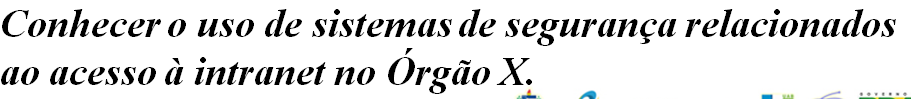 Conhecer o uso de sistemas de segurança relacionados
ao acesso à intranet no Órgão X.